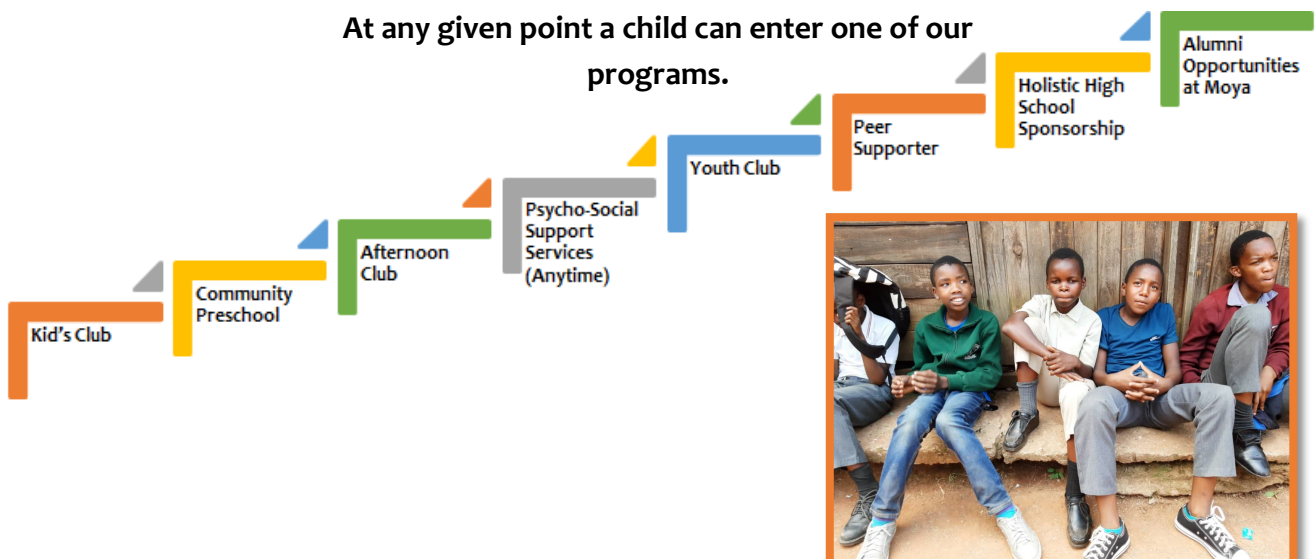 At any given point a child can enter one of our
programs.
Kid's Club
Community
Preschool
Afternoon
Club
Psycho-Social
Support
Services
(Anytime)
Youth Club
Peer
Supporter
Holistic High
School
Sponsorship
Alumni
Opportunities
at Moya